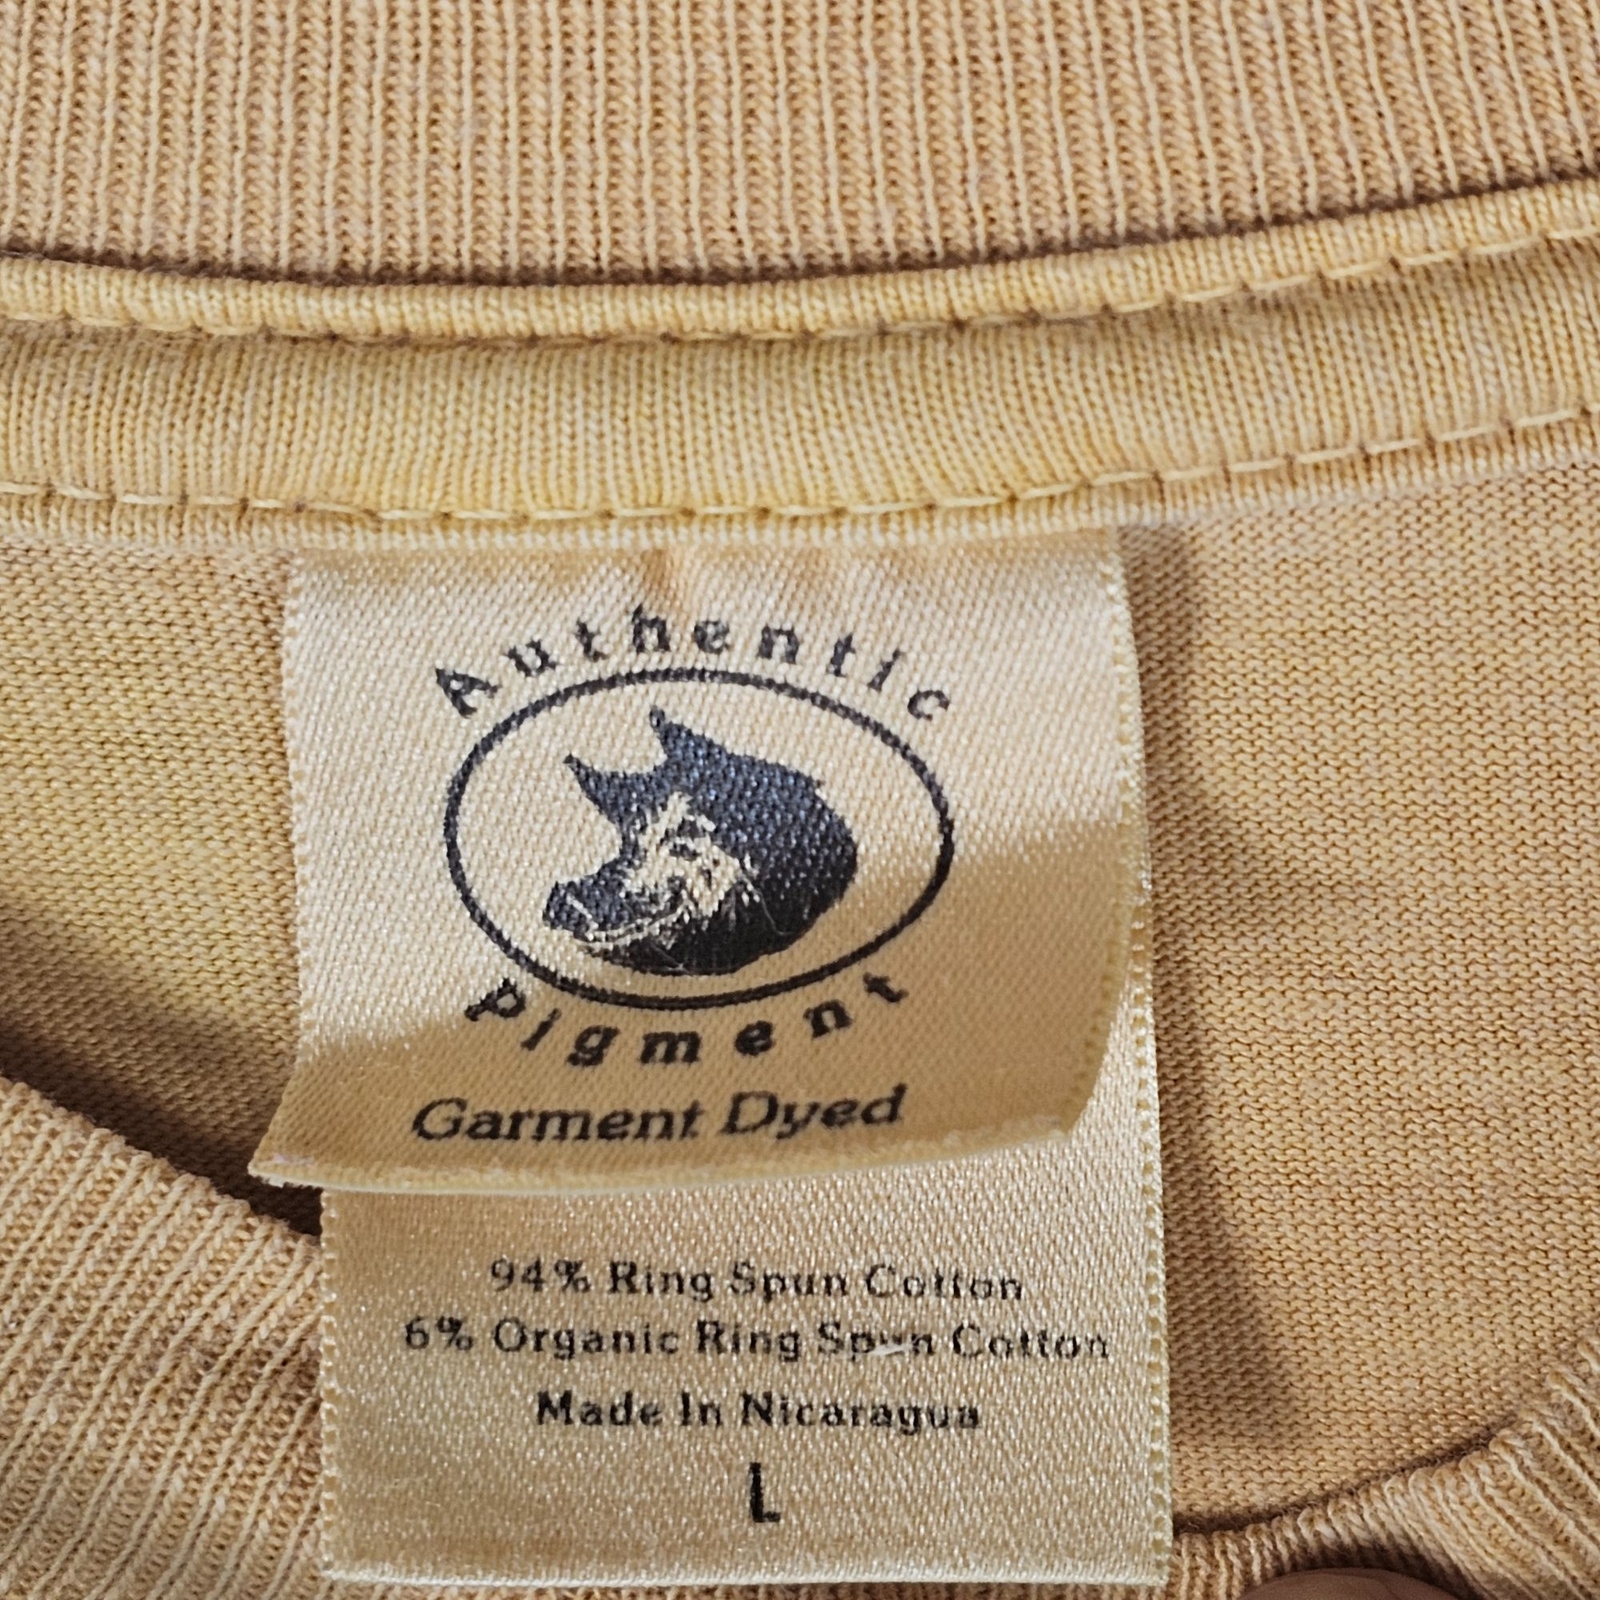 Authentic
Pigment
Garment Dyed
94% Ring Spun Cotton
6% Organic Ring Spun Cotton
Made In Nicaragua
L